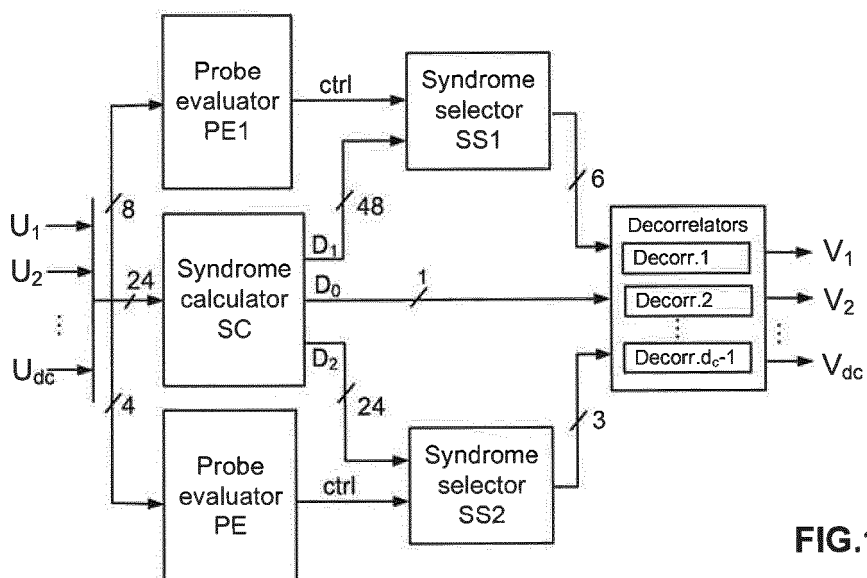 Probe
evaluator
PE1
ctrl
Syndrome
selector
SS1
8
48
6
U1
U2
⋮
Udc
24
Syndrome
calculator
SC
D1
D0
D2
1
Decorrelators
Decorr.1
Decorr.2
⋮
Decorr.dc-1
V1
V2
⋮
Vdc
4
24
3
Probe
evaluator
PE
ctrl
Syndrome
selector
SS2